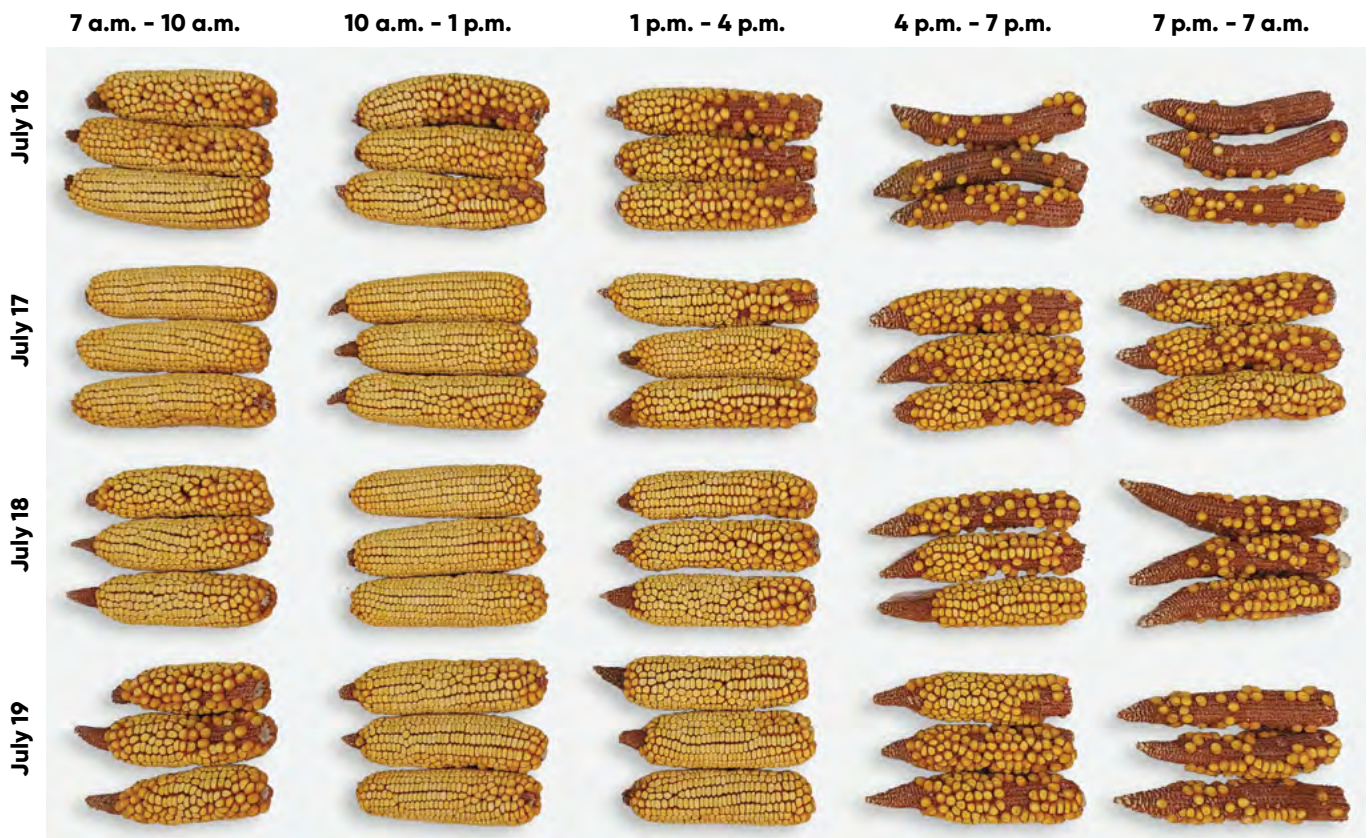 7 a.m. - 10 a.m.
10 a.m. - 1 p.m.
1 p.m. - 4 p.m.
4 p.m. - 7 p.m.
7 p.m. - 7 a.m.
July 16
July 17
July 18
July 19